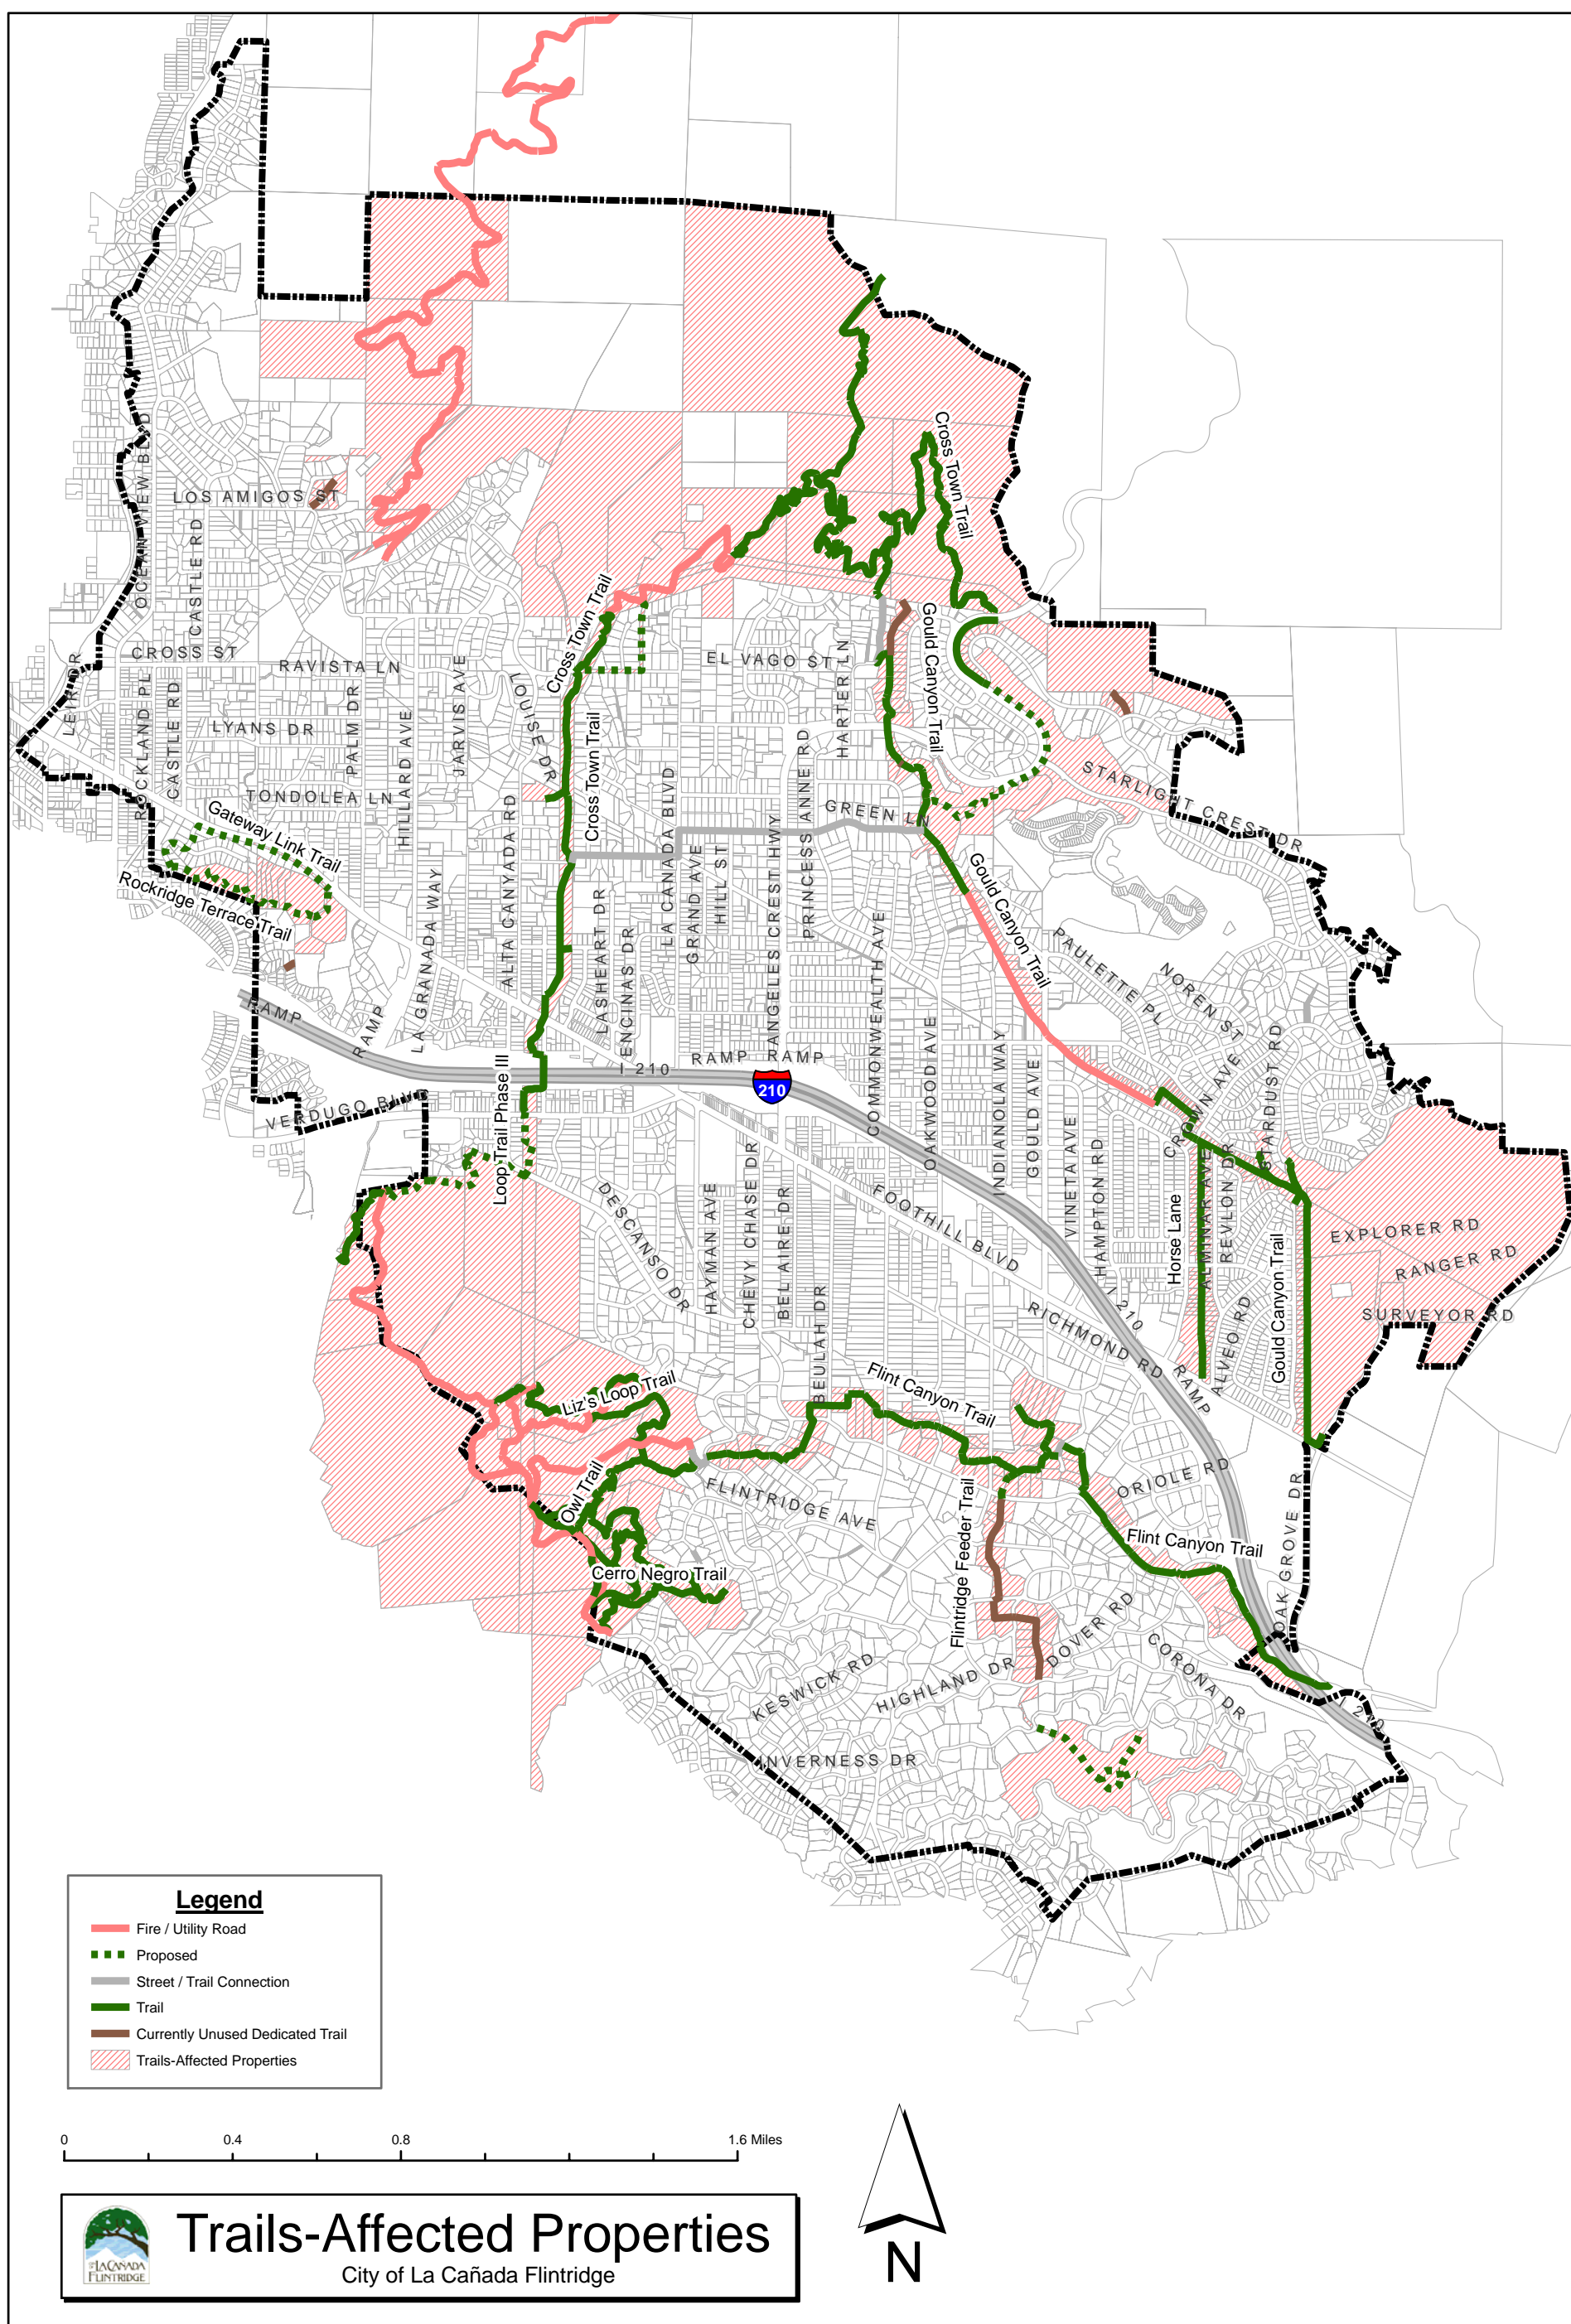 Cross Town Trail
OCEAN VIEW BLVD
LOS AMIGOS ST
CASTLE RD
Cross Town Trail
Gould Canyon Trail
CROSS ST
RAVISTA LN
EL VAGO ST
HARTER LN
LEIR DR
ROCKLAND PL
CASTLE RD
LYANS DR
PALM DR
HILLARD AVE
JARVIS AVE
LOUISE DR
Cross Town Trail
PRINCESS ANNE RD
STARLIGHT CREST DR
TONDOLEA LN
Gateway Link Trail
ALTA CANYADA RD
LA CANADA BLVD
GREEN LN
Rockridge Terrace Trail
LA GRANADA WAY
LASHEART DR
ENCINAS DR
GRAND AVE
HILL ST
ANGELES CREST HWY
COMMONWEALTH AVE
Gould Canyon Trail
PAULETTE PL
NOREN ST
RAMP
RAMP
I 210
RAMP
RAMP
210
OAKWOOD AVE
INDIANOLA WAY
GOULD AVE
VINETA AVE
HAMPTON RD
CROWN AVE
STARDUST RD
VERDUGO BLVD
Loop Trail Phase III
DESCANSO DR
HAYMAN AVE
CHEVY CHASE DR
BEL AIRE DR
FOOTHILL BLVD
Horse Lane
ALMINAR AVE
REVLON DR
EXPLORER RD
RANGER RD
SURVEYOR RD
Gould Canyon Trail
ALVEO RD
I 210
RICHMOND RD
RAMP
BEULAH DR
Liz's Loop Trail
Flint Canyon Trail
Owl Trail
FLINTRIDGE AVE
ORIOLE RD
Flintridge Feeder Trail
Flint Canyon Trail
OAK GROVE DR
Cerro Negro Trail
KESWICK RD
HIGHLAND DR
DOVER RD
CORONA DR
I 210
INVERNESS DR
Legend
Fire / Utility Road
Proposed
Street / Trail Connection
Trail
Currently Unused Dedicated Trail
Trails-Affected Properties
0 0.4 0.8 1.6 Miles
LA CAÑADA
FLINTRIDGE
Trails-Affected Properties
City of La Cañada Flintridge
N